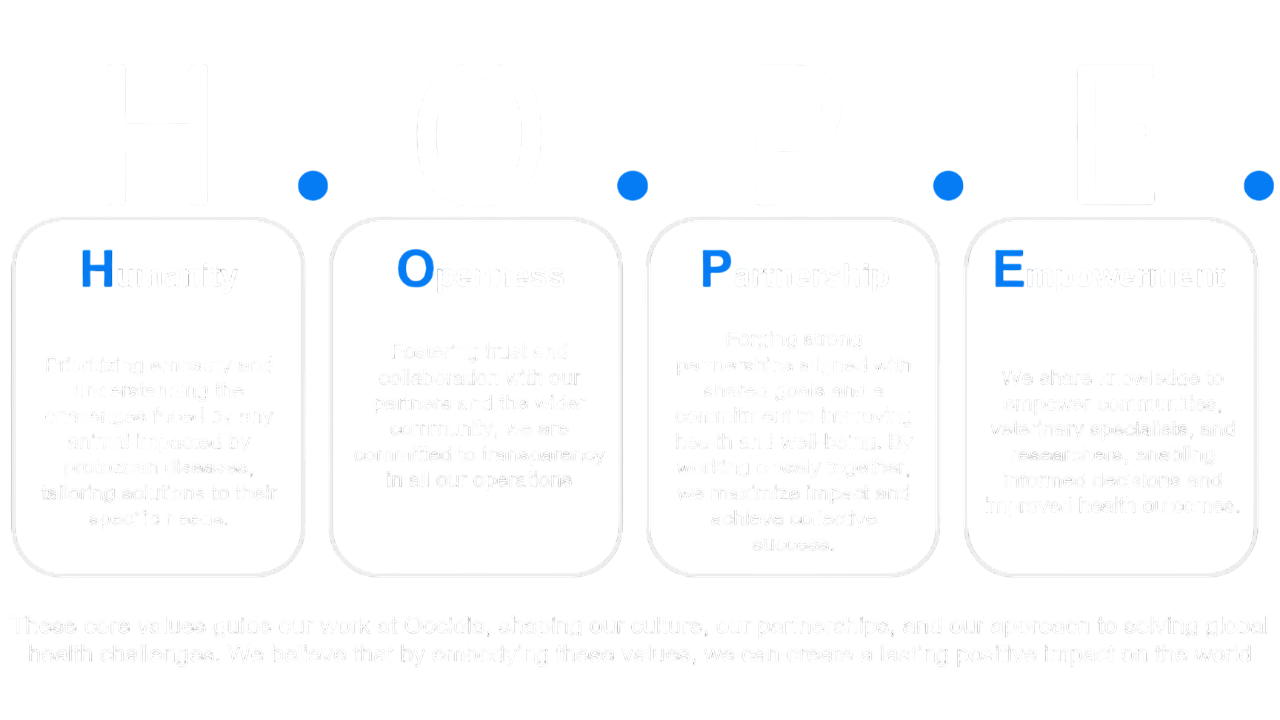 H O P E
Humanity
Prioritizing empathy and
understanding the
challenges faced by any
animal impacted by
protozoan diseases,
tailoring solutions to their
specific needs.
Openness
Fostering trust and
collaboration with our
partners and the wider
community, we are
committed to transparency
in all our operations
Partnership
Forging strong
partnerships aligned with
shared goals and a
commitment to improving
health and well-being. By
working closely together,
we maximize impact and
achieve collective
success.
Empowerment
We share knowledge to
empower communities,
veterinary specialists, and
researchers, enabling
informed decisions and
improved health outcomes.
These core values guide our work at, shaping our culture, our partnerships, and our approach to solving global
health challenges. We believe that by embodying these values, we can create a lasting positive impact on the world